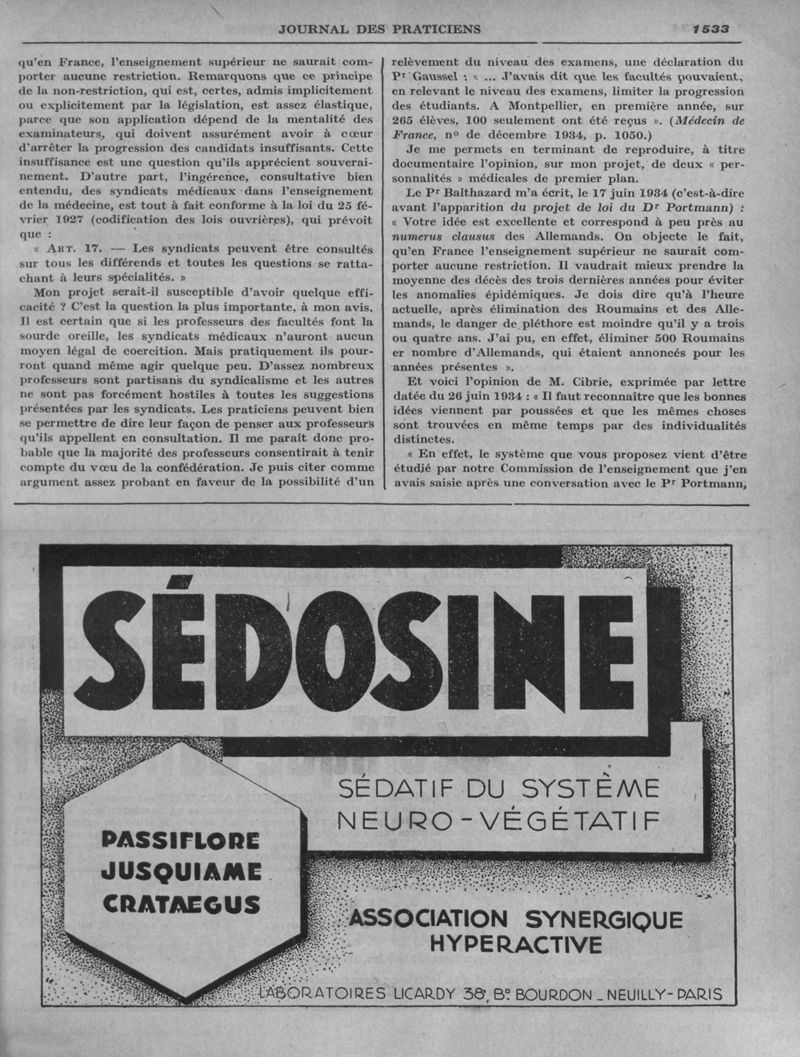 JOURNAL DES PRATICIENS
1533
qu'en France, l'enseignement supérieur ne saurait com-
porter aucune restriction. Remarquons que ce principe
de la non-restriction, qui est, certes, admis implicitement
ou explicitement par la législation, est assez élastique,
parce que son application dépend de la mentalité des
examinateurs, qui doivent assurément avoir à cœur
d'arrêter la progression des candidats insuffisants. Cette
insuffisance est une question qu'ils apprécient souverai-
nement. D'autre part, l'ingérence, consultative bien
entendu, des syndicats médicaux dans l'enseignement
de la médecine, est tout à fait conforme à la loi du 25 fé-
vrier 1927 (codification des lois ouvrières), qui prévoit
que :
« ART. 17. — Les syndicats peuvent être consultés
sur tous les différends et toutes les questions se ratta-
chant à leurs spécialités. »
Mon projet serait-il susceptible d'avoir quelque effi-
cacité ? C'est la question la plus importante, à mon avis.
Il est certain que si les professeurs des facultés font la
sourde oreille, les syndicats médicaux n'auront aucun
moyen légal de coercition. Mais pratiquement ils pour-
ront quand même agir quelque peu. D'assez nombreux
professeurs sont partisans du syndicalisme et les autres
ne sont pas forcément hostiles à toutes les suggestions
présentées par les syndicats. Les praticiens peuvent bien
se permettre de dire leur façon de penser aux professeurs
qu'ils appellent en consultation. Il me paraît donc pro-
bable que la majorité des professeurs consentirait à tenir
compte du vœu de la confédération. Je puis citer comme
argument assez probant en faveur de la possibilité d'un
relèvement du niveau des examens, une déclaration du
Pr Gaussel : « ... J'avais dit que les facultés pouvaient,
en relevant le niveau des examens, limiter la progression
des étudiants. A Montpellier, en première année, sur
265 élèves, 100 seulement ont été reçus ». (Médecin de
France, no de décembre 1934, p. 1050.)
Je me permets en terminant de reproduire, à titre
documentaire l'opinion, sur mon projet, de deux « per-
sonnalités » médicales de premier plan.
Le Pr Balthazard m'a écrit, le 17 juin 1934 (c'est-à-dire
avant l'apparition du projet de loi du Dr Portmann) :
« Votre idée est excellente et correspond à peu près au
numerus clausus des Allemands. On objecte le fait,
qu'en France l'enseignement supérieur ne saurait com-
porter aucune restriction. Il vaudrait mieux prendre la
moyenne des décès des trois dernières années pour éviter
les anomalies épidémiques. Je dois dire qu'à l'heure
actuelle, après élimination des Roumains et des Alle-
mands, le danger de pléthore est moindre qu'il y a trois
ou quatre ans. J'ai pu, en effet, éliminer 500 Roumains
er nombre d'Allemands, qui étaient annoncés pour les
années présentes ».
Et voici l'opinion de M. Cibrie, exprimée par lettre
datée du 26 juin 1934 : « Il faut reconnaître que les bonnes
idées viennent par poussées et que les mêmes choses
sont trouvées en même temps par des individualités
distinctes.
« En effet, le système que vous proposez vient d'être
étudié par notre Commission de l'enseignement que j'en
avais saisie après une conversation avec le Pr Portmann,
SÉDOSINE
SÉDATIF DU SYSTÈME
NEURO-VÉGÉTATIF
PASSIFLORE
JUSQUIAME
CRATAEGUS
ASSOCIATION SYNERGIQUE
HYPERACTIVE
LABORATOIRES LICARDY 38, Bd BOURDON _ NEUILLY-PARIS